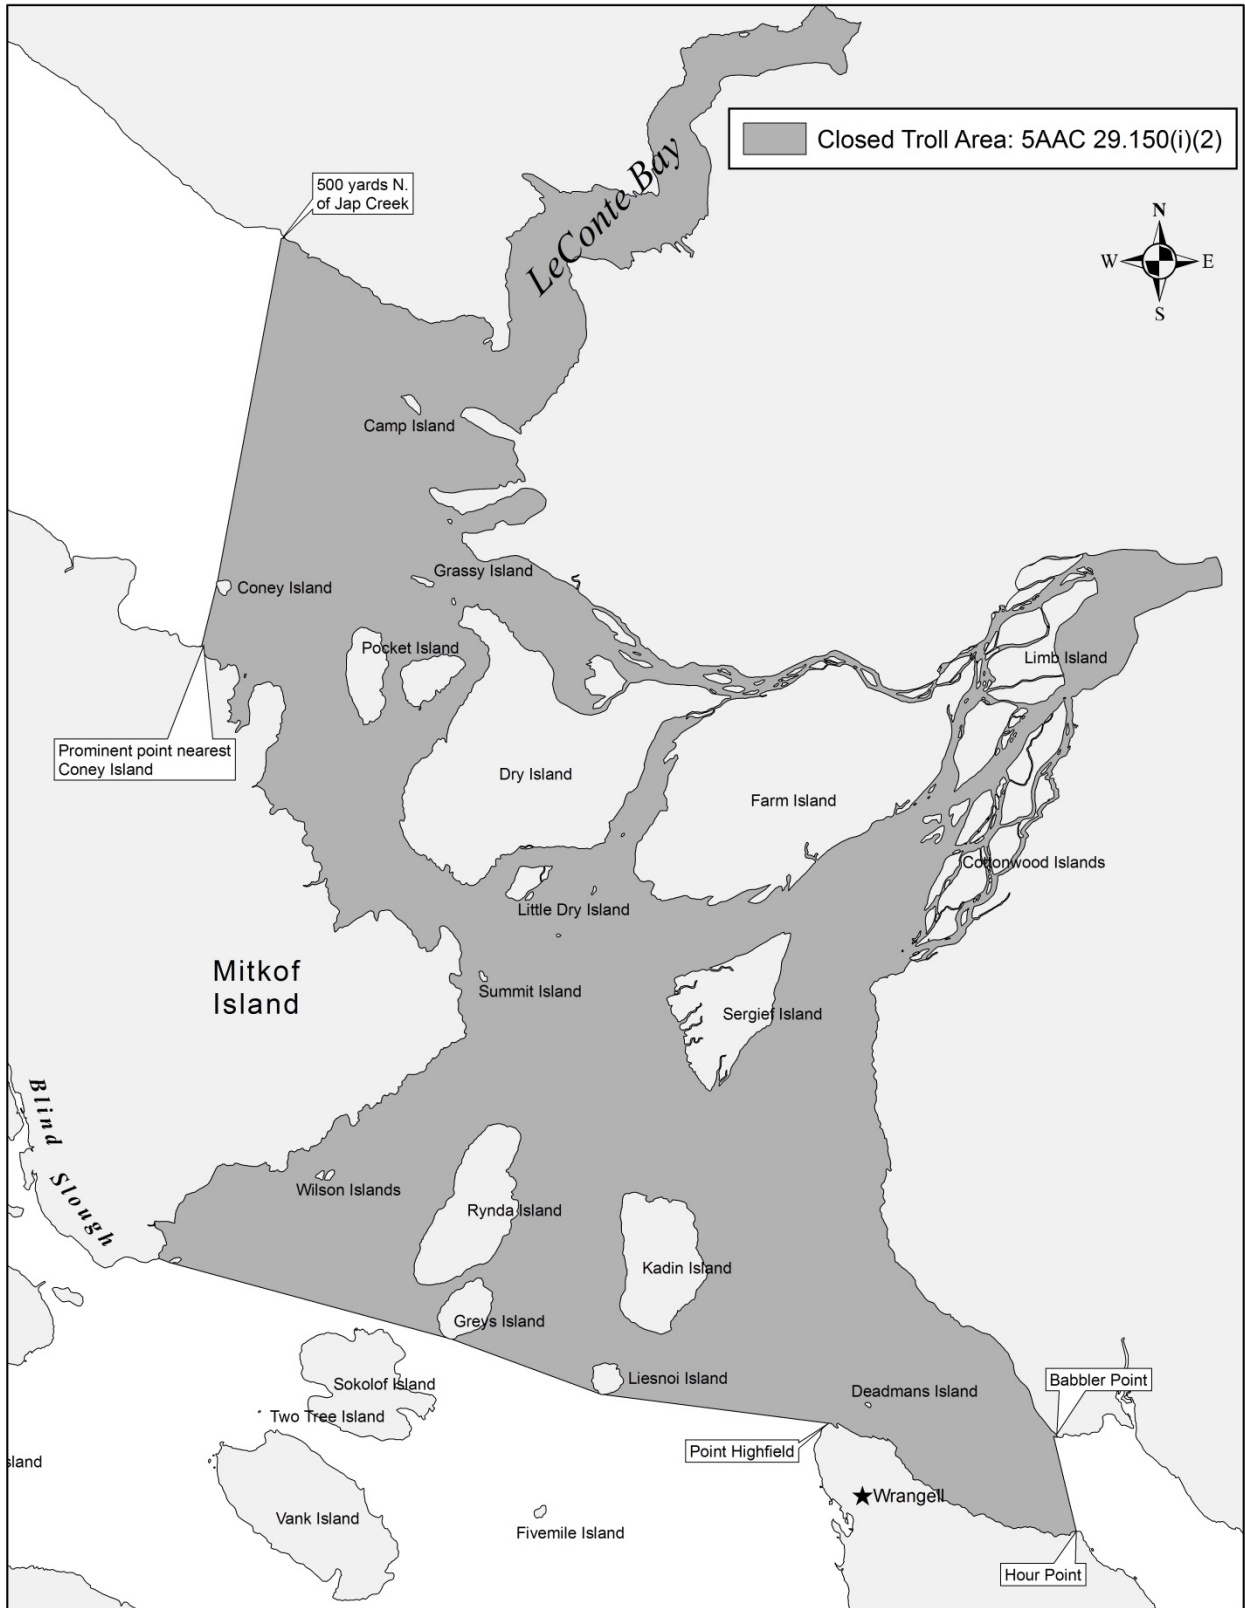 Closed Troll Area: 5AAC 29.150(i)(2)
500 yards N.
of Jap Creek
LeConte Bay
N
W
E
S
Camp Island
Grassy Island
Coney Island
Pocket Island
Limb Island
Prominent point nearest
Coney Island
Dry Island
Farm Island
Cottonwood Islands
Little Dry Island
Mitkof
Island
Summit Island
Sergief Island
Blind Slough
Wilson Islands
Rynda Island
Kadin Island
Greys Island
Liesnoi Island
Sokolof Island
Deadmans Island
Babbler Point
Two Tree Island
Point Highfield
sland
Wrangell
Vank Island
Fivemile Island
Hour Point